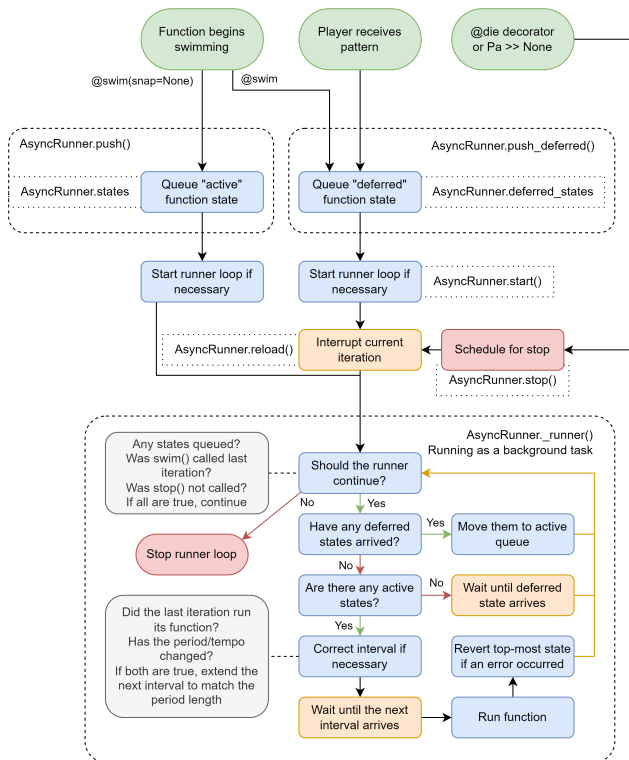 Function begins
swimming
Player receives
pattern
@die decorator
or Pa >> None
@swim(snap=None)
@swim
AsyncRunner.push()
AsyncRunner.push_deferred()
AsyncRunner.states
Queue "active"
function state
Queue "deferred"
function state
AsyncRunner.deferred_states
Start runner loop if
necessary
Start runner loop if
necessary
AsyncRunner.start()
AsyncRunner.reload()
Interrupt current
iteration
Schedule for stop
AsyncRunner.stop()
AsyncRunner._runner()
Running as a background task
Any states queued?
Was swim() called last
iteration?
Was stop() not called?
If all are true, continue
Should the runner
continue?
No
Yes
Stop runner loop
Have any deferred
states arrived?
Yes
Move them to active
queue
No
Are there any active
states?
No
Wait until deferred
state arrives
Yes
Did the last iteration run
its function?
Has the period/tempo
changed?
If both are true, extend the
next interval to match the
period length
Correct interval if
necessary
Revert top-most state
if an error occurred
Wait until the next
interval arrives
Run function